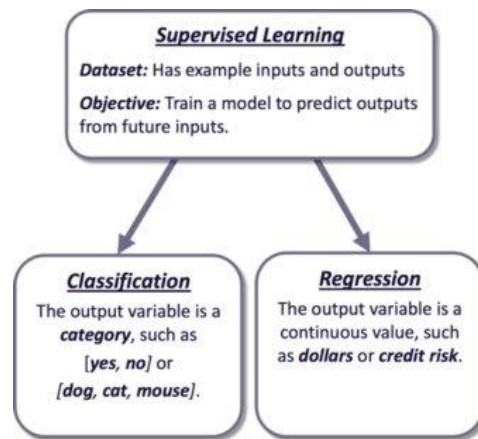 Supervised Learning
Dataset: Has example inputs and outputs
Objective: Train a model to predict outputs
from future inputs.
Classification
The output variable is a
category, such as
[yes, no] or
[dog, cat, mouse].
Regression
The output variable is a
continuous value, such
as dollars or credit risk.